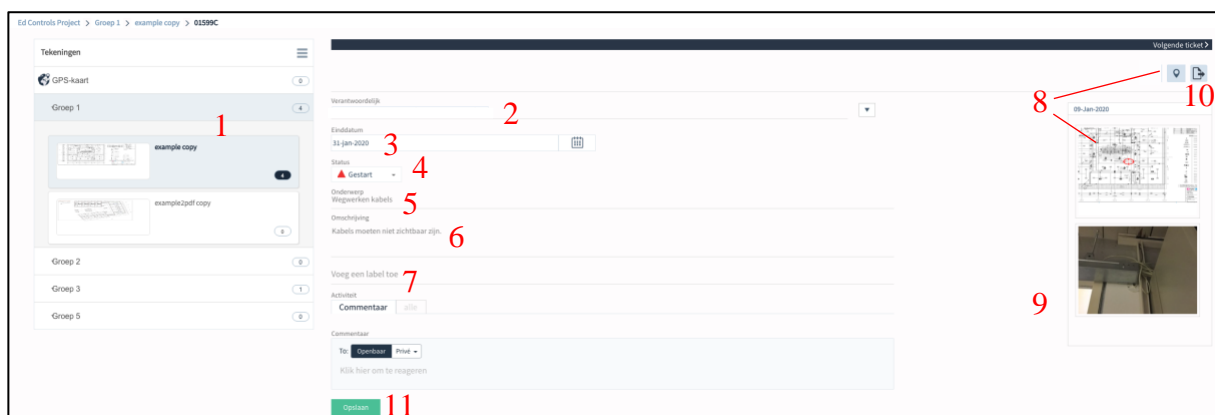 Ed Controls Project > Groep 1 > example copy > 01599C
Volgende ticket >
Tekeningen
GPS-kaart 0
Groep 1 4
1
example copy
4
example2pdf copy
0
Groep 2 0
Groep 3 1
Groep 5 0
Verantwoordelijk
2
Einddatum
31-jan-2020 3
Status
Gestart 4
Onderwerp
Wegwerken kabels 5
Omschrijving
Kabels moeten niet zichtbaar zijn. 6
Voeg een label toe 7
Activiteit
Commentaar alle
Commentaar
To: Openbaar Privé
Klik hier om te reageren
Opslaan 11
8
10
09-Jan-2020
9